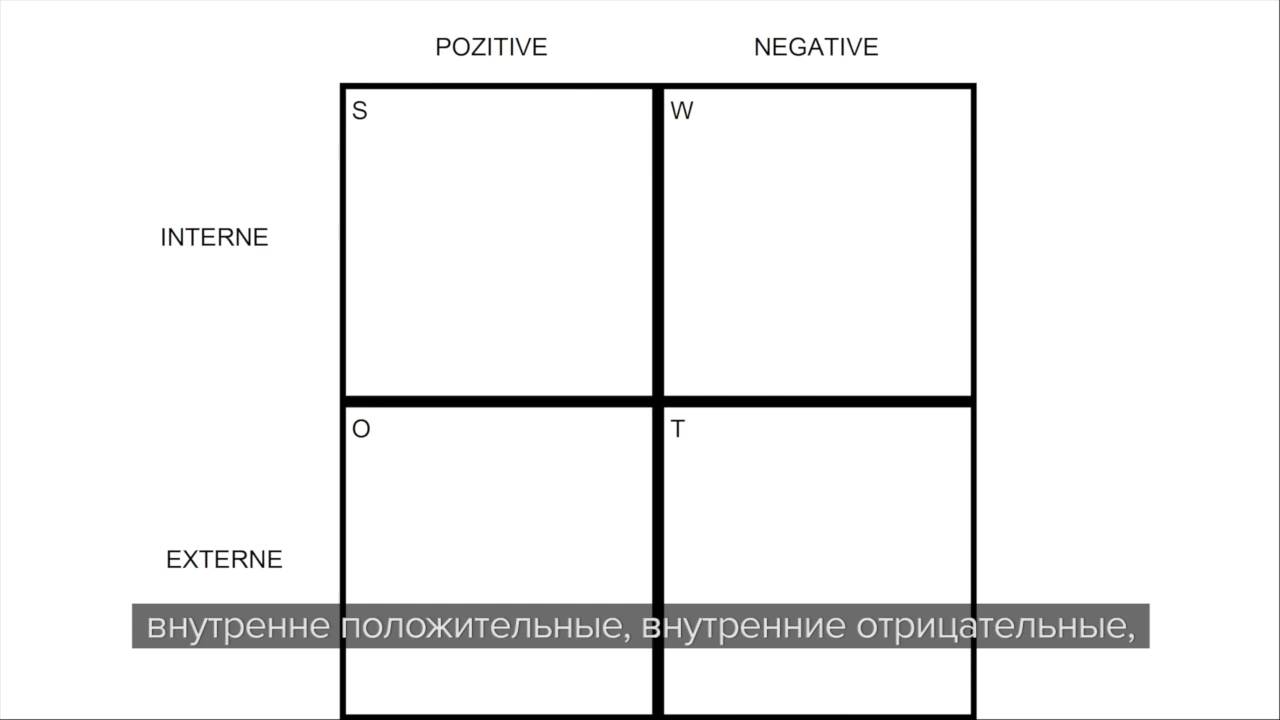 POZITIVE NEGATIVE
S W
INTERNE
O T
EXTERNE
внутренне положительные, внутренние отрицательные,